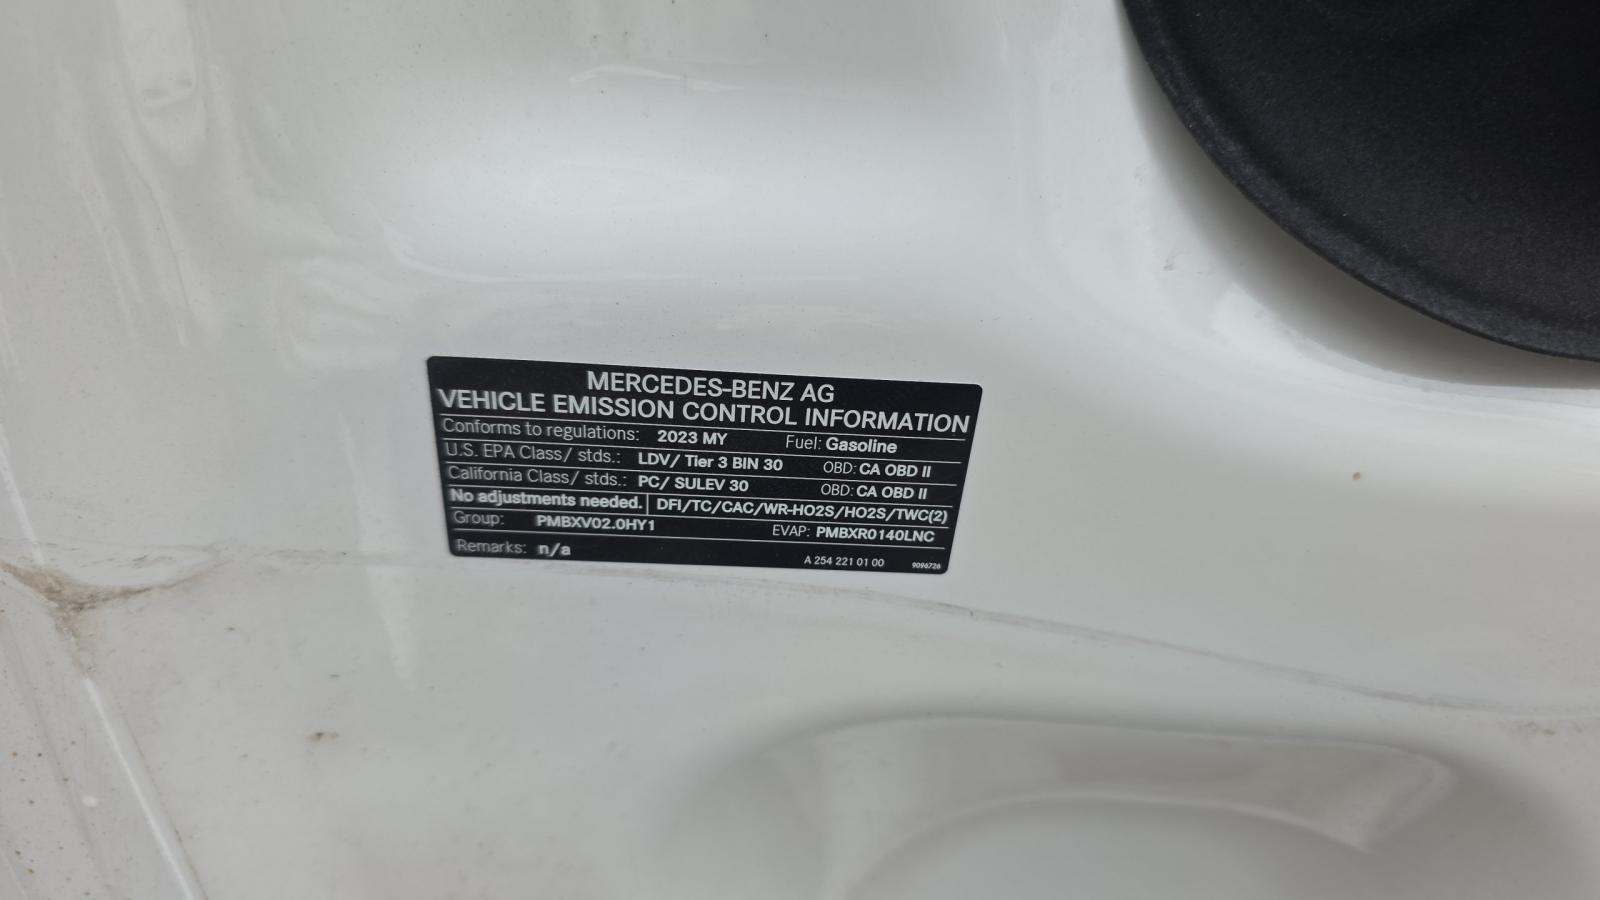 MERCEDES-BENZ AG
VEHICLE EMISSION CONTROL INFORMATION
Conforms to regulations: 2023 MY Fuel: Gasoline
U.S. EPA Class/ stds.: LDV/ Tier 3 BIN 30 OBD: CA OBD II
California Class/ stds.: PC/ SULEV 30 OBD: CA OBD II
No adjustments needed. DFI/TC/CAC/WR-HO2S/HO2S/TWC(2)
Group: PMBXV02.0HY1 EVAP: PMBXR0140LNC
Remarks: n/a A 254 221 01 00 9096726